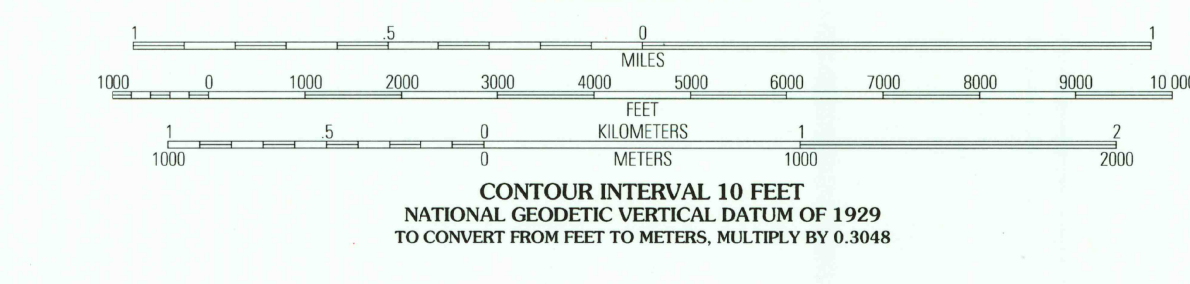 1 .5 0 1
MILES
1000 0 1000 2000 3000 4000 5000 6000 7000 8000 9000 10 000
FEET
1 .5 0 KILOMETERS 1 2
1000 0 METERS 1000 2000
CONTOUR INTERVAL 10 FEET
NATIONAL GEODETIC VERTICAL DATUM OF 1929
TO CONVERT FROM FEET TO METERS, MULTIPLY BY 0.3048